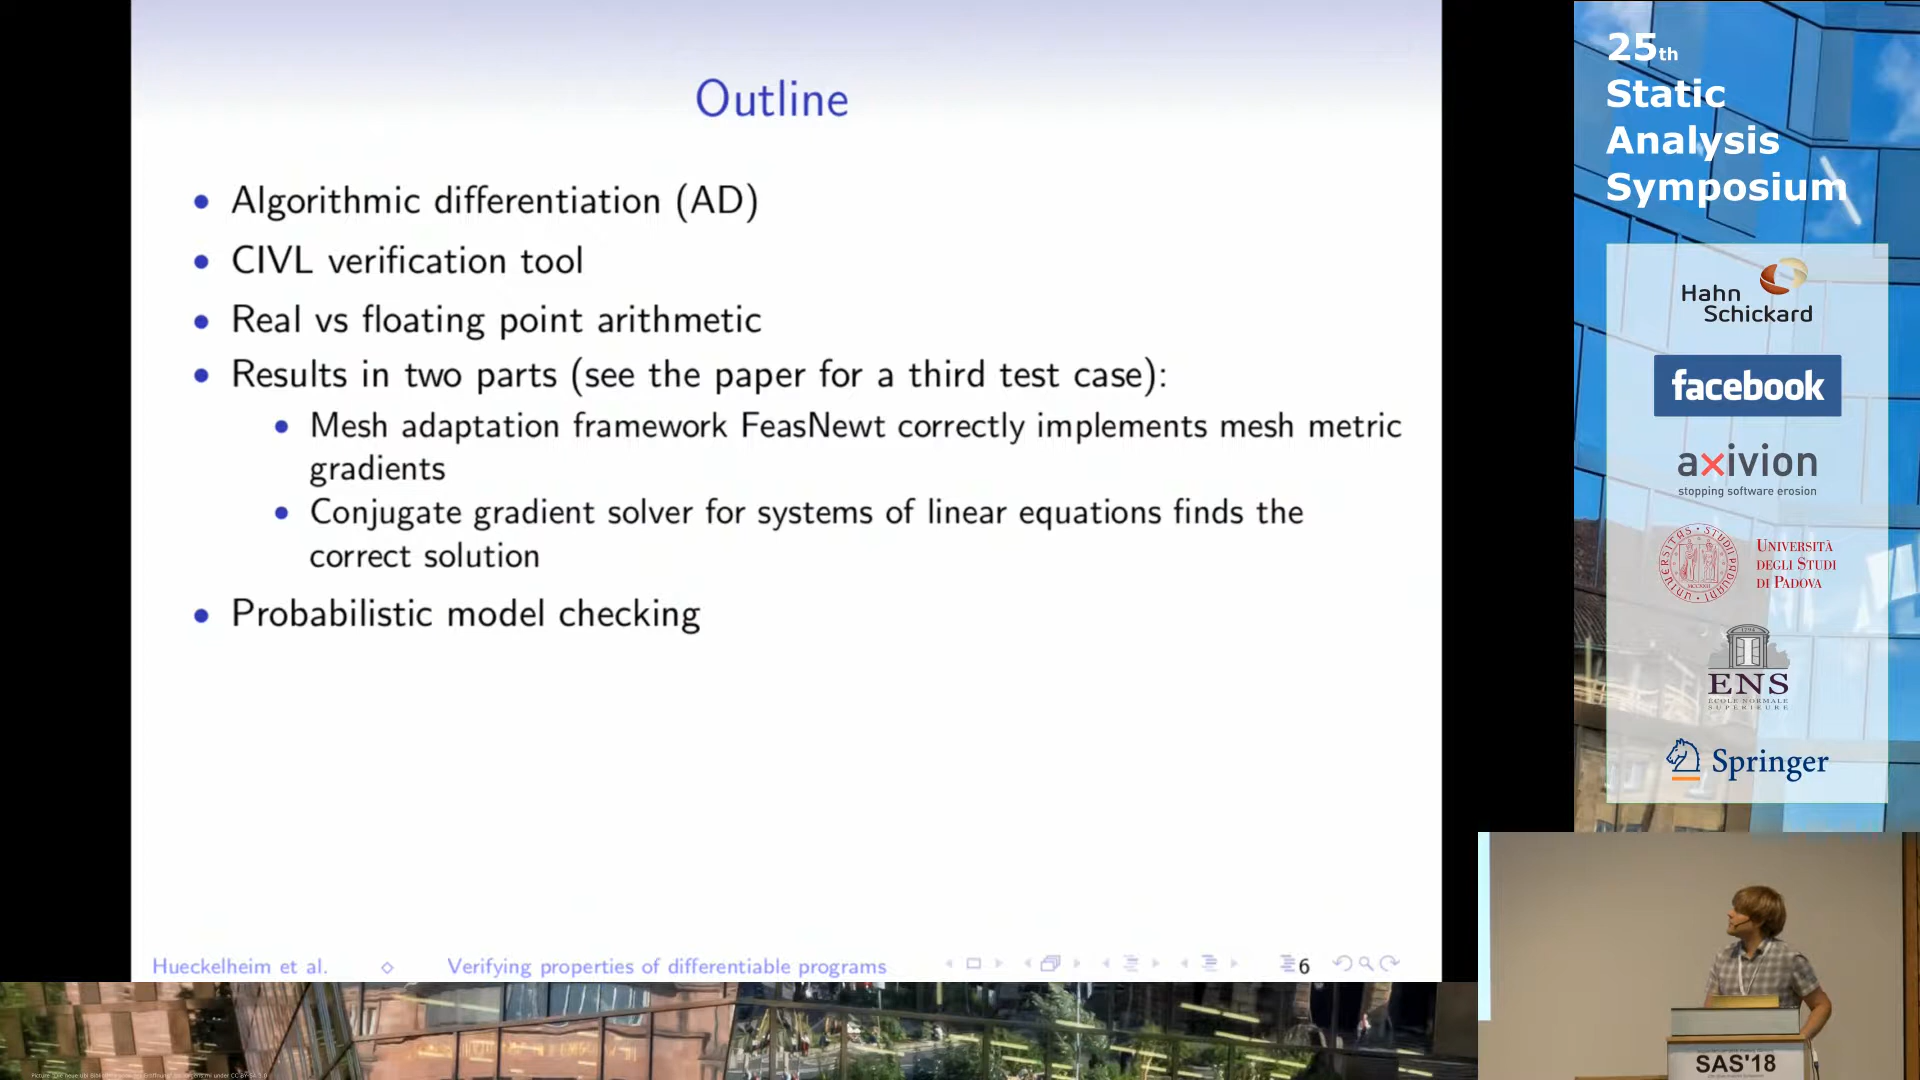 Outline
Algorithmic differentiation (AD)
CIVL verification tool
Real vs floating point arithmetic
Results in two parts (see the paper for a third test case):
Mesh adaptation framework FeasNewt correctly implements mesh metric
gradients
Conjugate gradient solver for systems of linear equations finds the
correct solution
Probabilistic model checking
Hueckelheim et al.
Verifying properties of differentiable programs
6
25th
Static
Analysis
Symposium
Hahn
Schickard
facebook
axivion
stopping software erosion
UNIVERSITÀ
DEGLI STUDI
DI PADOVA
ENS
ÉCOLE NORMALE
SUPÉRIEURE
Springer
SAS'18